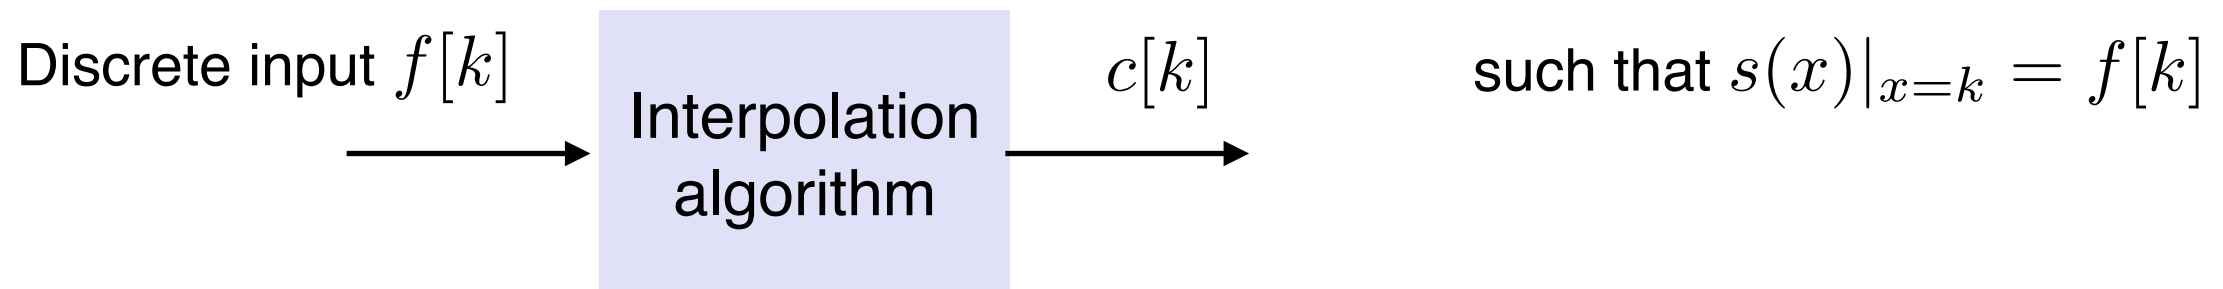 Discrete input f[k]
Interpolation
algorithm
c[k]
such that s(x)|_{x=k} = f[k]